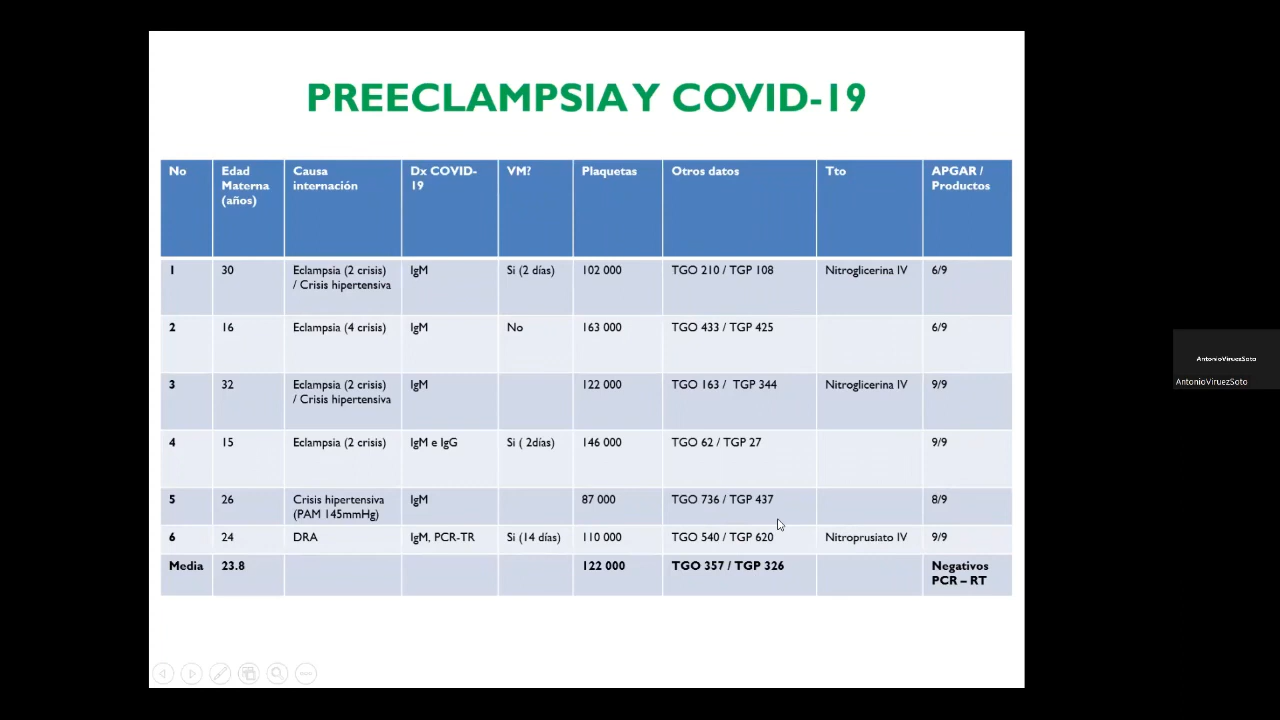 PREECLAMPSIA Y COVID-19
No
Edad
Materna
(años)
Causa
internación
Dx COVID-
19
VM?
Plaquetas
Otros datos
Tto
APGAR /
Productos
1
30
Eclampsia (2 crisis)
/ Crisis hipertensiva
IgM
Si (2 días)
102 000
TGO 210 / TGP 108
Nitroglicerina IV
6/9
2
16
Eclampsia (4 crisis)
IgM
No
163 000
TGO 433 / TGP 425
6/9
3
32
Eclampsia (2 crisis)
/ Crisis hipertensiva
IgM
122 000
TGO 163 / TGP 344
Nitroglicerina IV
9/9
4
15
Eclampsia (2 crisis)
IgM e IgG
Si ( 2días)
146 000
TGO 62 / TGP 27
9/9
5
26
Crisis hipertensiva
(PAM 145mmHg)
IgM
87 000
TGO 736 / TGP 437
8/9
6
24
DRA
IgM, PCR-TR
Si (14 días)
110 000
TGO 540 / TGP 620
Nitroprusiato IV
9/9
Media
23.8
122 000
TGO 357 / TGP 326
Negativos
PCR – RT
AntonioViruezSoto
AntonioViruezSoto